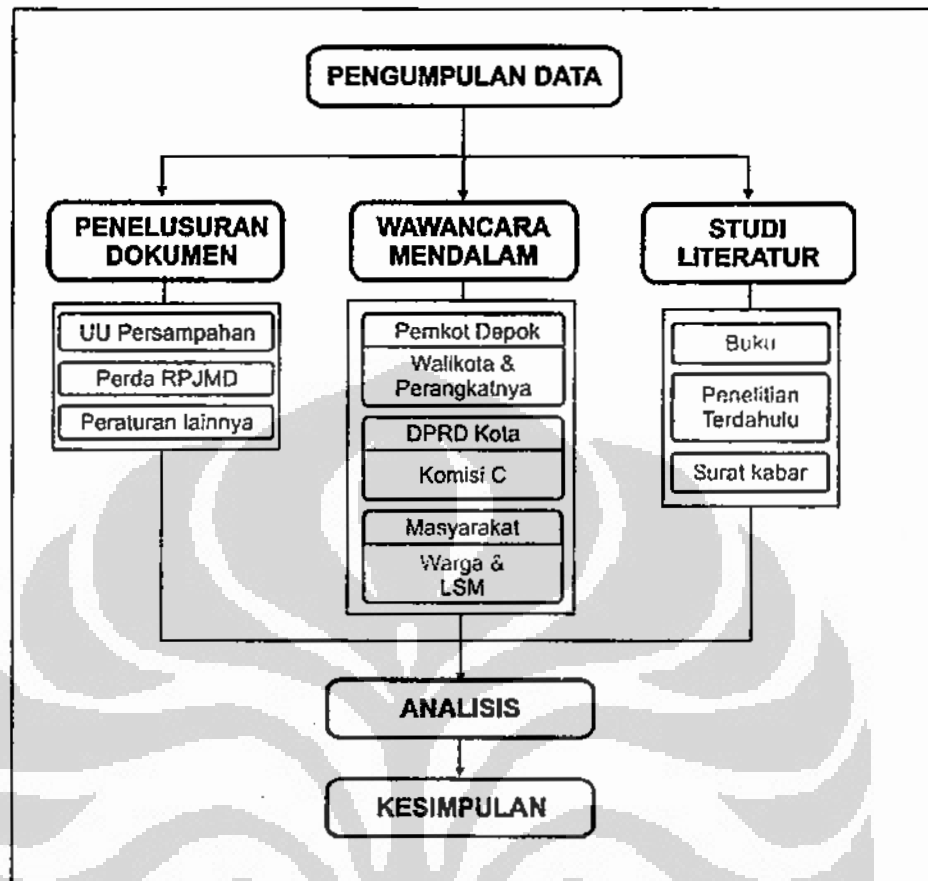 PENGUMPULAN DATA
PENELUSURAN
DOKUMEN
UU Persampahan
Perda RPJMD
Peraturan lainnya
WAWANCARA
MENDALAM
Pemkot Depok
Walikota &
Perangkatnya
DPRD Kota
Komisi C
Masyarakat
Warga &
LSM
STUDI
LITERATUR
Buku
Penelitian
Terdahulu
Surat kabar
ANALISIS
KESIMPULAN